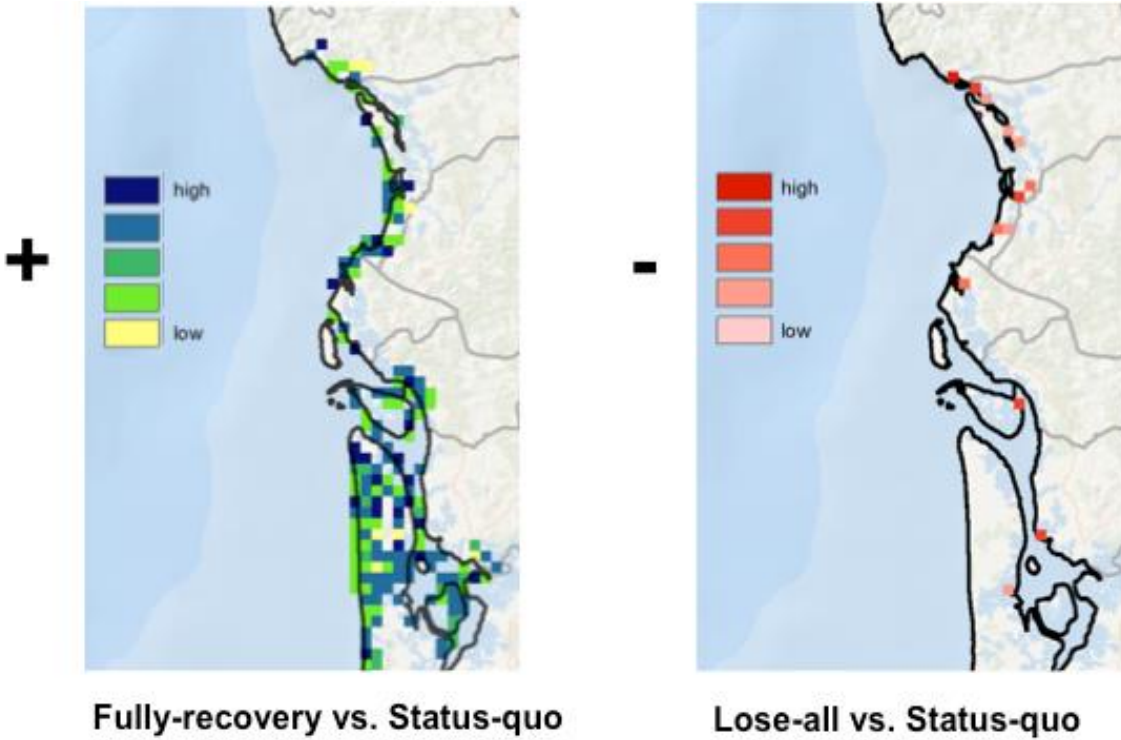 +
high
low
-
high
low
Fully-recovery vs. Status-quo
Lose-all vs. Status-quo